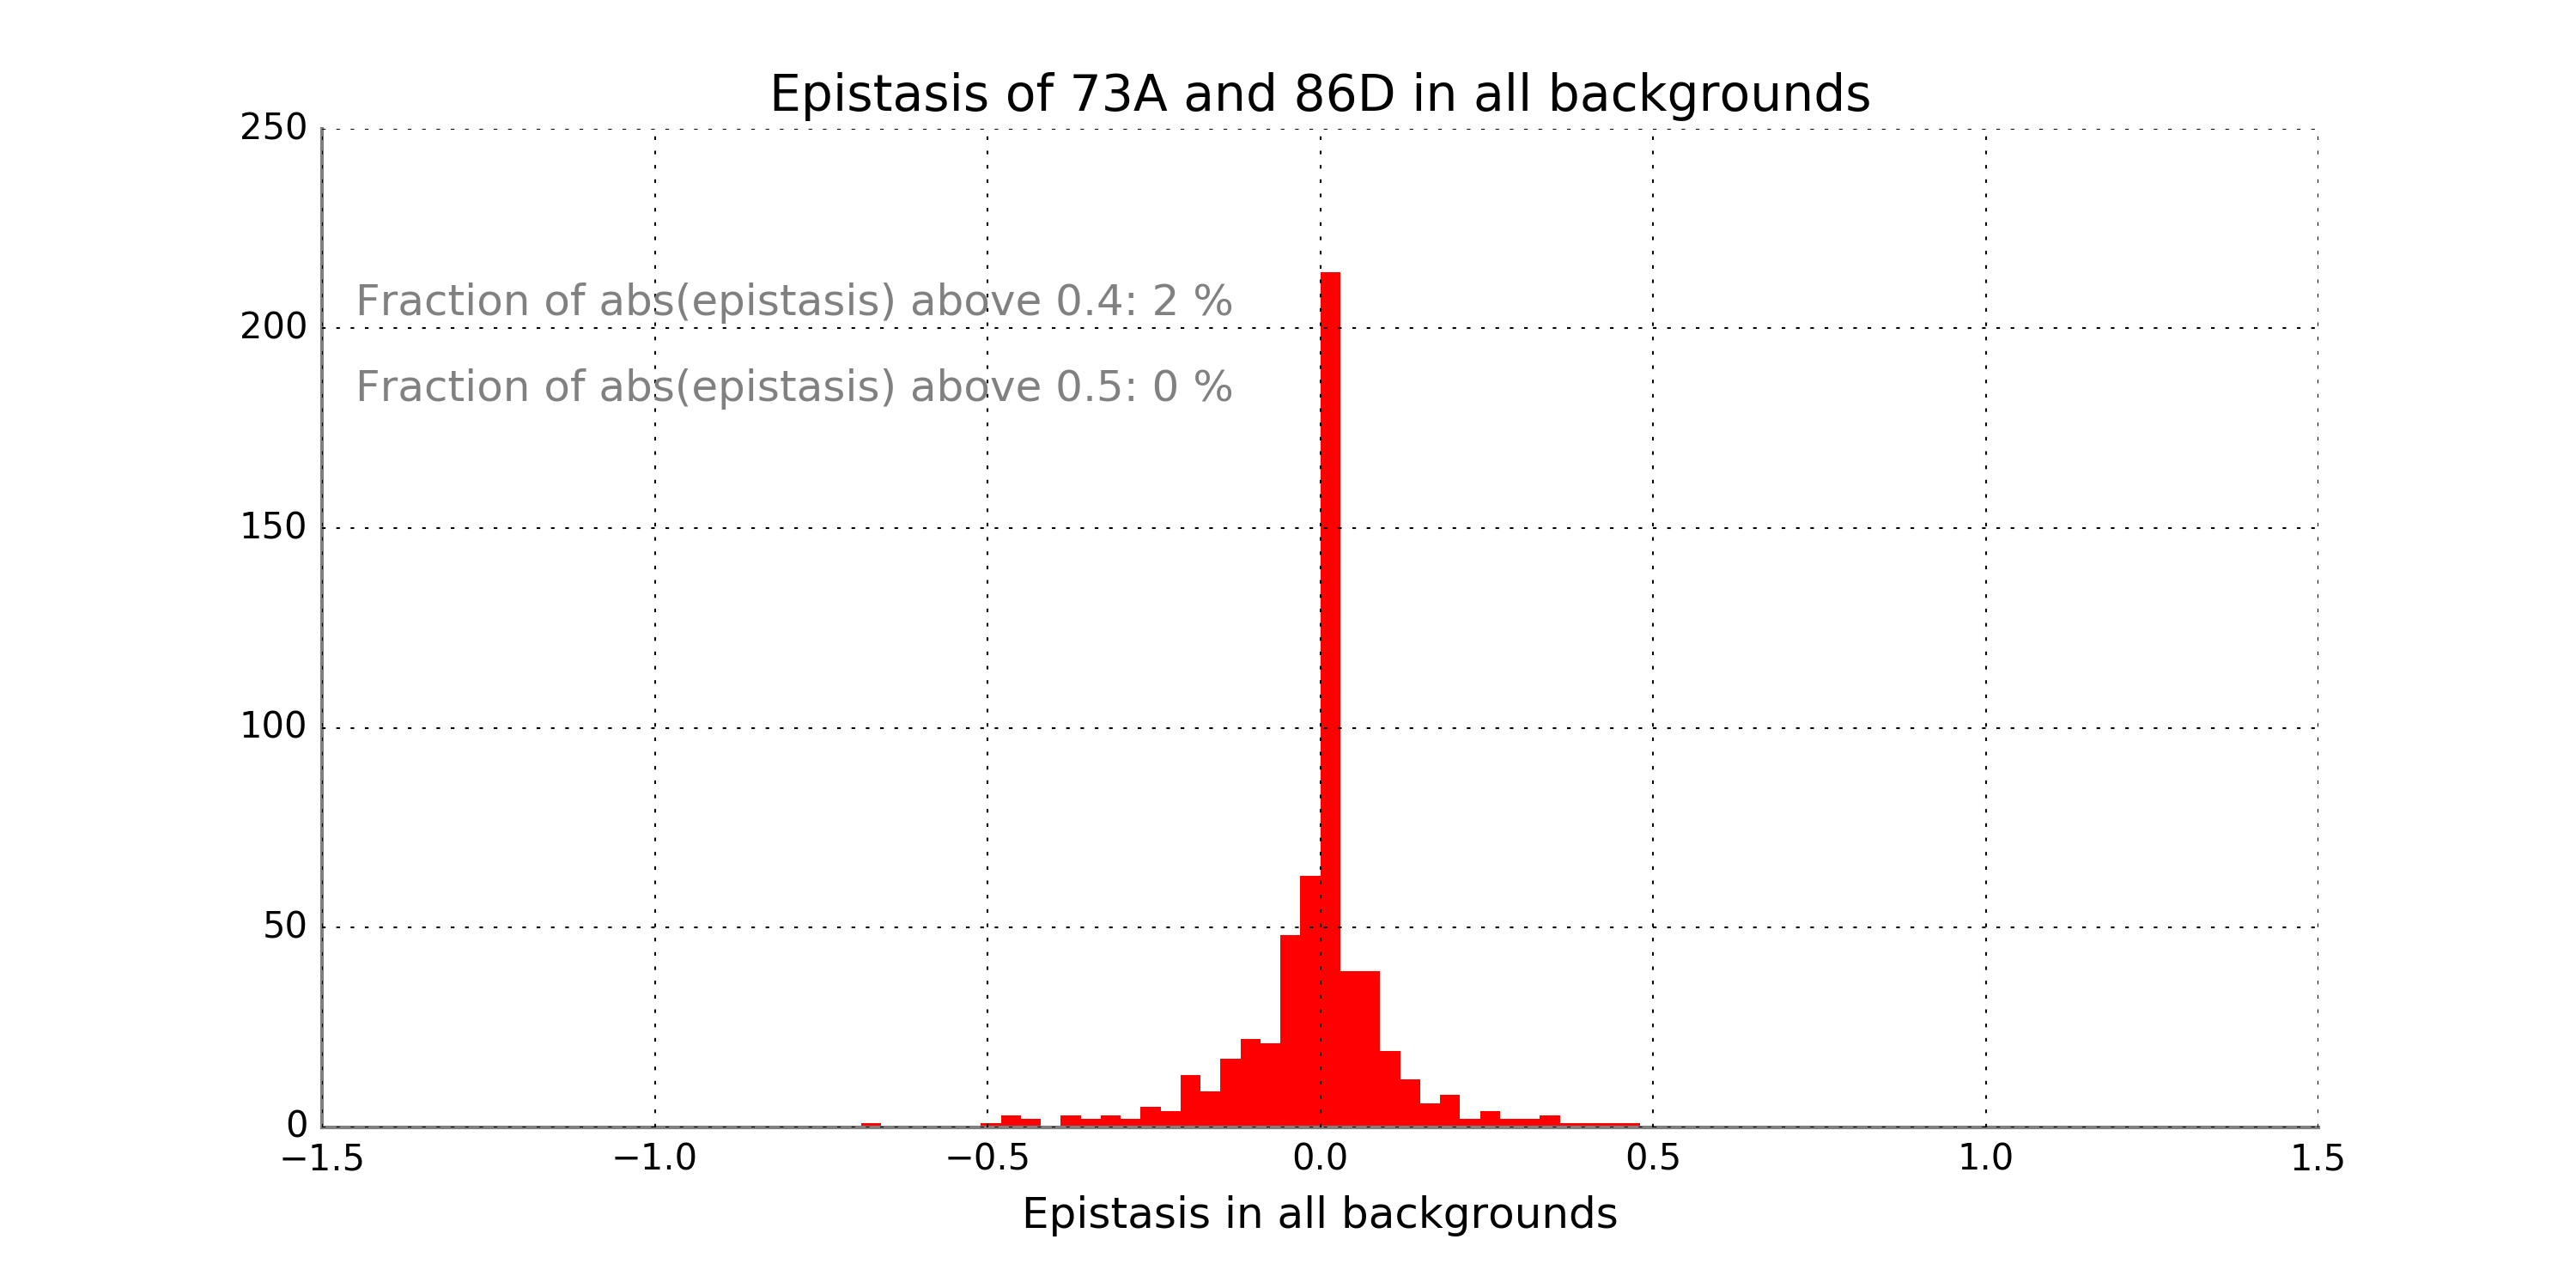 Epistasis of 73A and 86D in all backgrounds
250
200
150
100
50
0
Fraction of abs(epistasis) above 0.4: 2 %
Fraction of abs(epistasis) above 0.5: 0 %
−1.5 −1.0 −0.5 0.0 0.5 1.0 1.5
Epistasis in all backgrounds